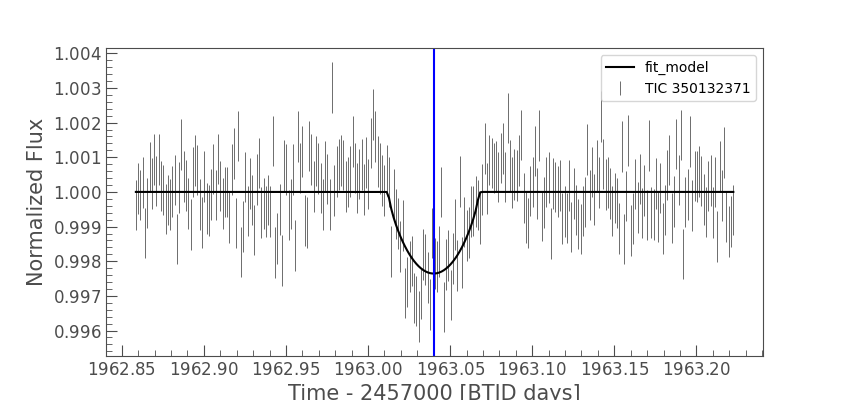 1.004
1.003
1.002
1.001
1.000
0.999
0.998
0.997
0.996
Normalized Flux
fit_model
TIC 350132371
1962.85 1962.90 1962.95 1963.00 1963.05 1963.10 1963.15 1963.20
Time - 2457000 [BTJD days]